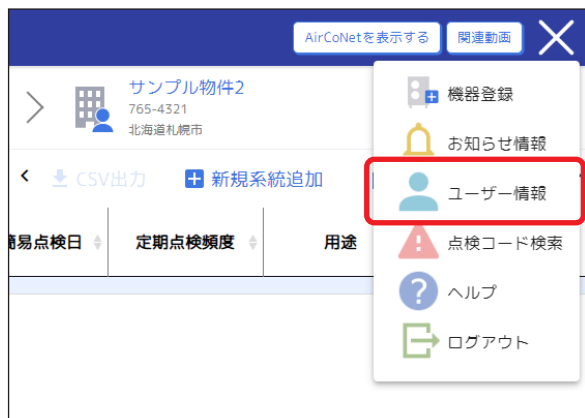 AirCoNetを表示する 関連動画
サンプル物件2
765-4321
北海道札幌市
CSV出力 新規系統追加
易点検日 定期点検頻度 用途
機器登録
お知らせ情報
ユーザー情報
点検コード検索
ヘルプ
ログアウト